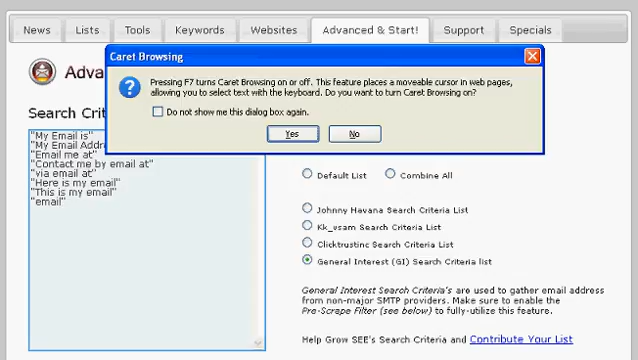 News Lists Tools Keywords Websites Advanced & Start! Support Specials
Caret Browsing
Adva
Pressing F7 turns Caret Browsing on or off. This feature places a moveable cursor in web pages,
allowing you to select text with the keyboard. Do you want to turn Caret Browsing on?
Do not show me this dialog box again.
Yes No
Search Crit
"My Email is"
"My Email Addre
"Email me at"
"Contact me by email at"
"via email at"
"Here is my email"
"This is my email"
"email"
Default List Combine All
Johnny Havana Search Criteria List
Kk_vsam Search Criteria List
Clicktrustinc Search Criteria List
General Interest (GI) Search Criteria list
General Interest Search Criteria's are used to gather email address
from non-major SMTP providers. Make sure to enable the
Pre-Scrape Filter (see below) to fully-utilize this feature.
Help Grow SEE's Search Criteria and Contribute Your List